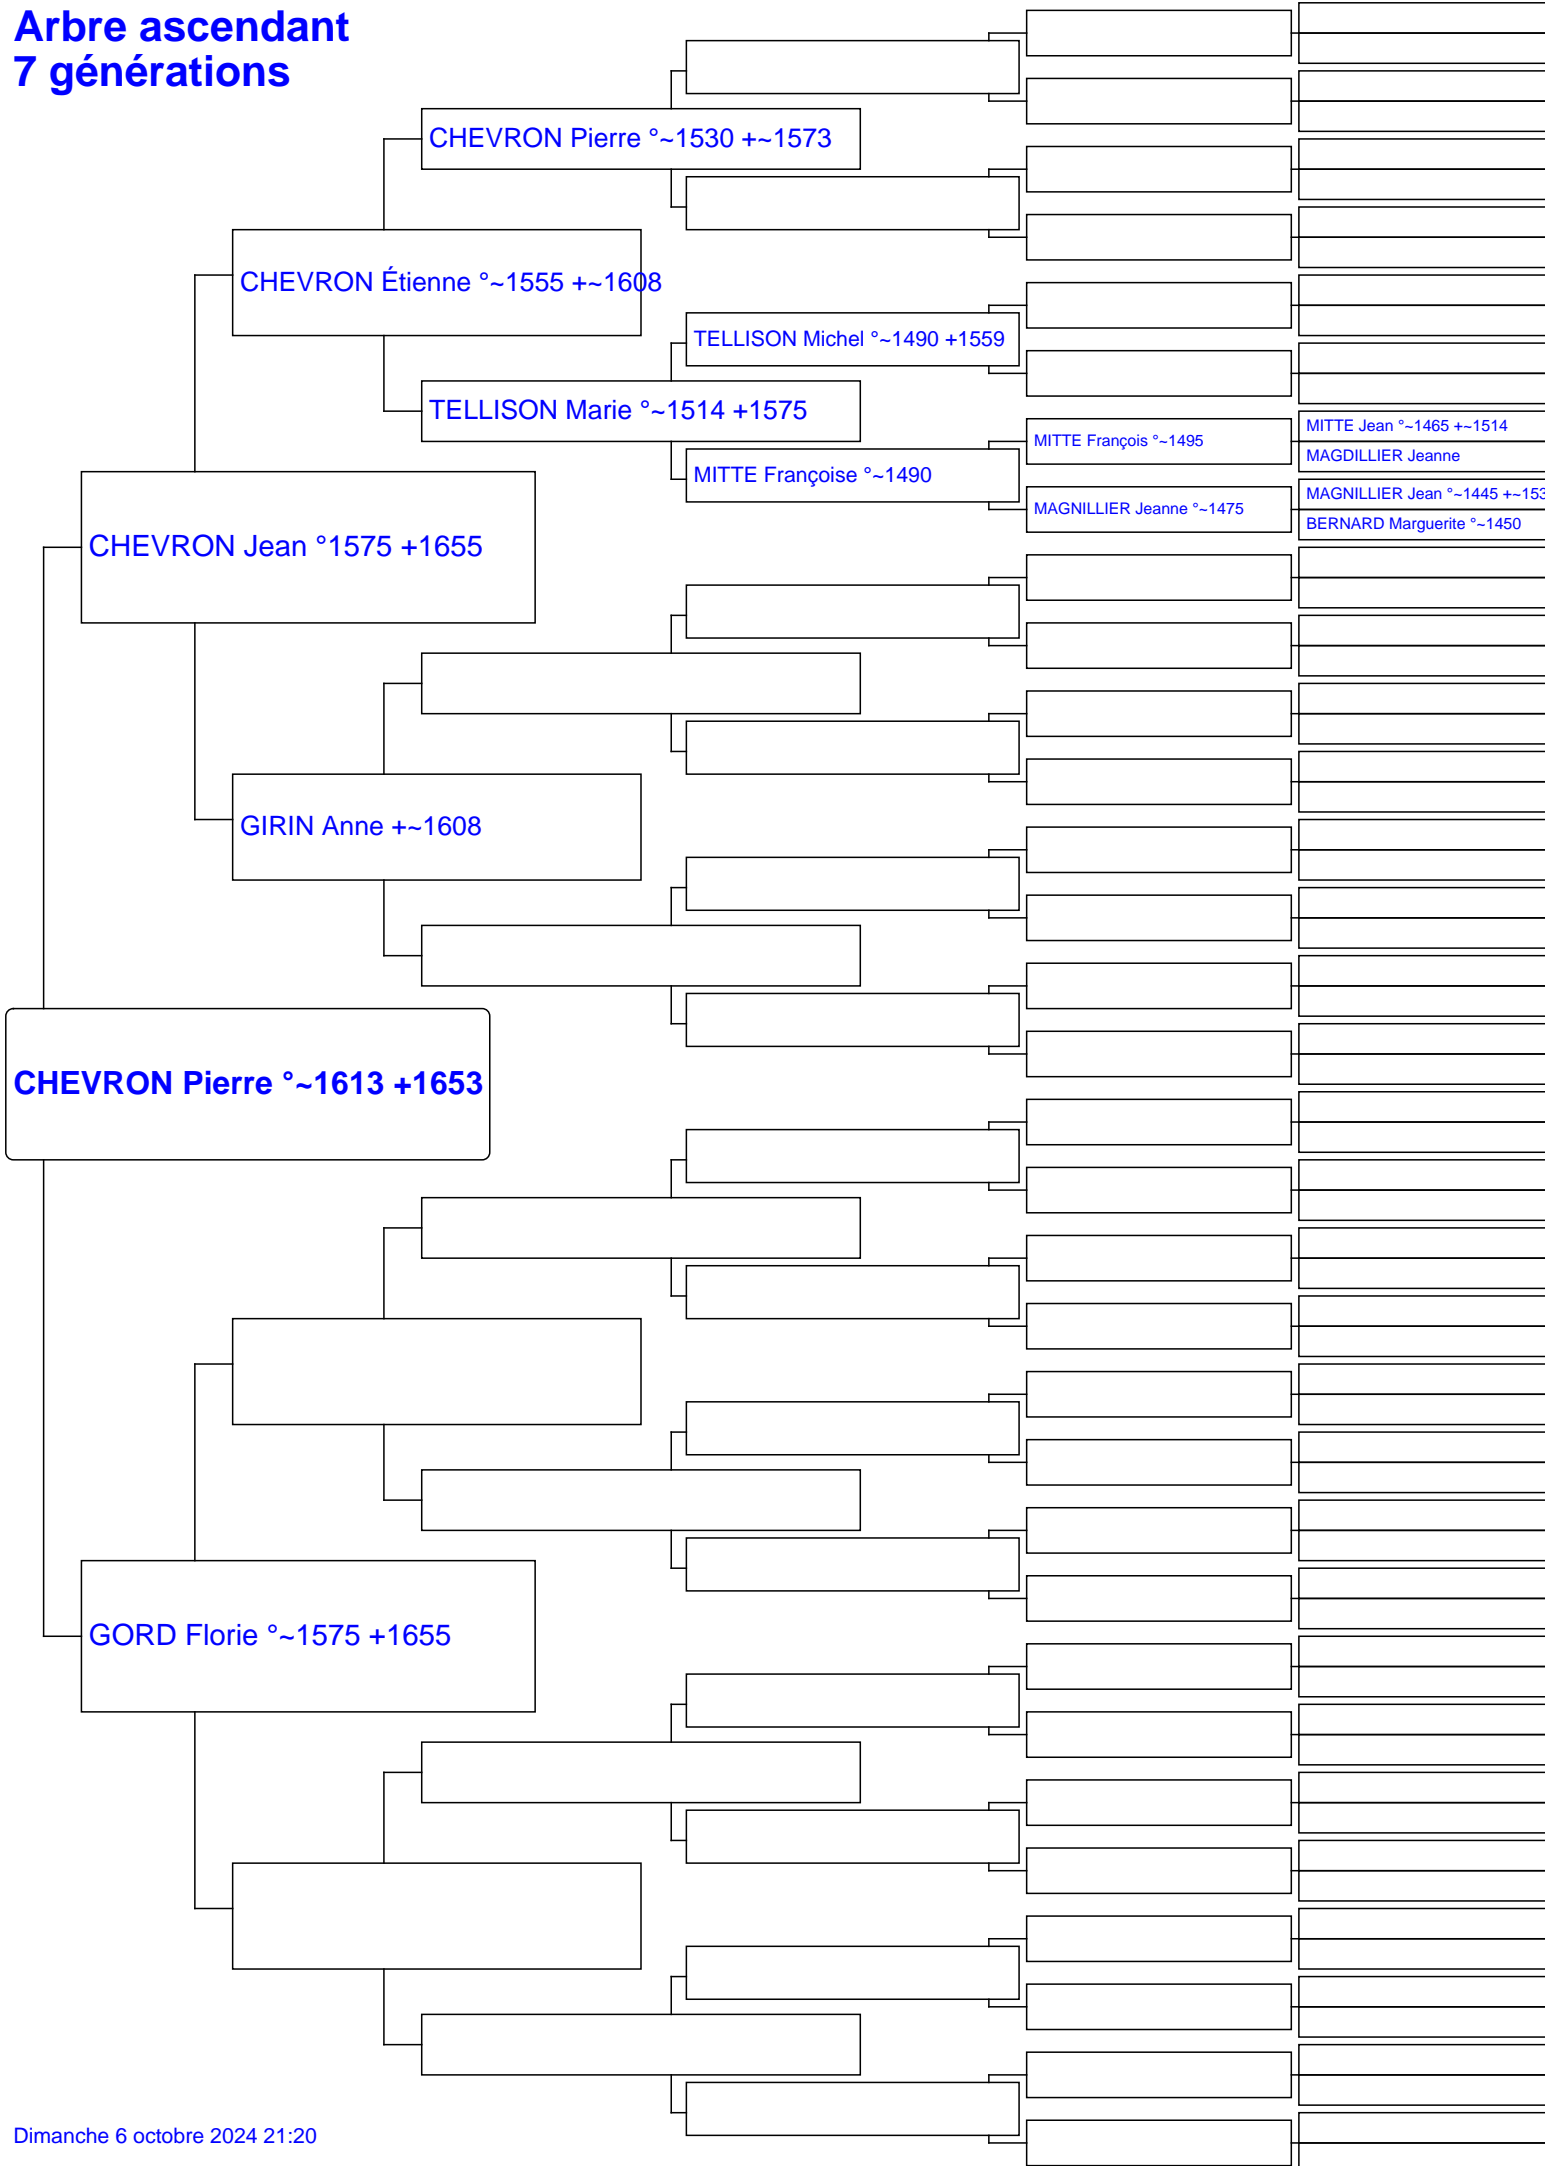 Arbre ascendant
7 générations
CHEVRON Pierre °~1530 +~1573
CHEVRON Étienne °~1555 +~1608
TELLISON Michel °~1490 +1559
TELLISON Marie °~1514 +1575
MITTE François °~1495
MITTE Jean °~1465 +~1514
MAGDILLIER Jeanne
MITTE Françoise °~1490
MAGNILLIER Jeanne °~1475
MAGNILLIER Jean °~1445 +~153
BERNARD Marguerite °~1450
CHEVRON Jean °1575 +1655
GIRIN Anne +~1608
CHEVRON Pierre °~1613 +1653
GORD Florie °~1575 +1655
Dimanche 6 octobre 2024 21:20